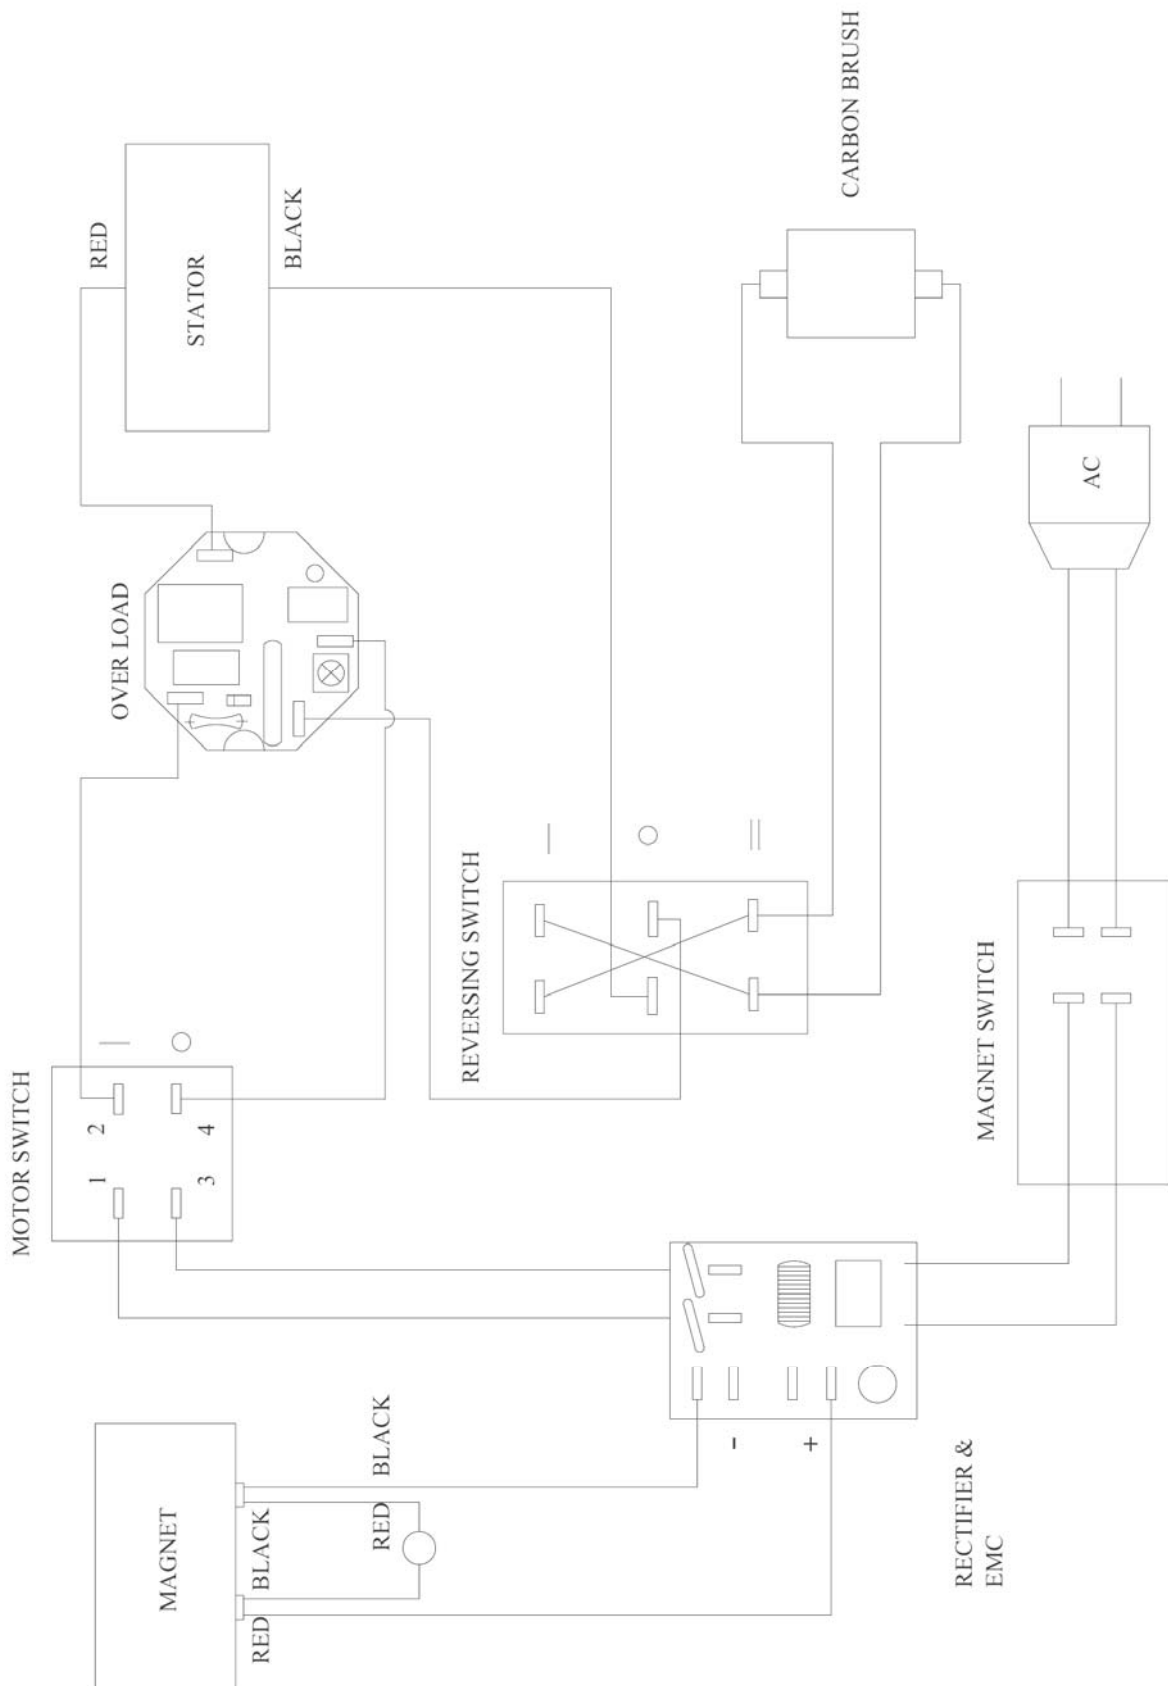 MAGNET
RED
BLACK
RED
BLACK
MOTOR SWITCH
1
2
3
4
OVER LOAD
RED
STATOR
BLACK
RECTIFIER &
EMC
-
+
REVERSING SWITCH
CARBON BRUSH
MAGNET SWITCH
AC